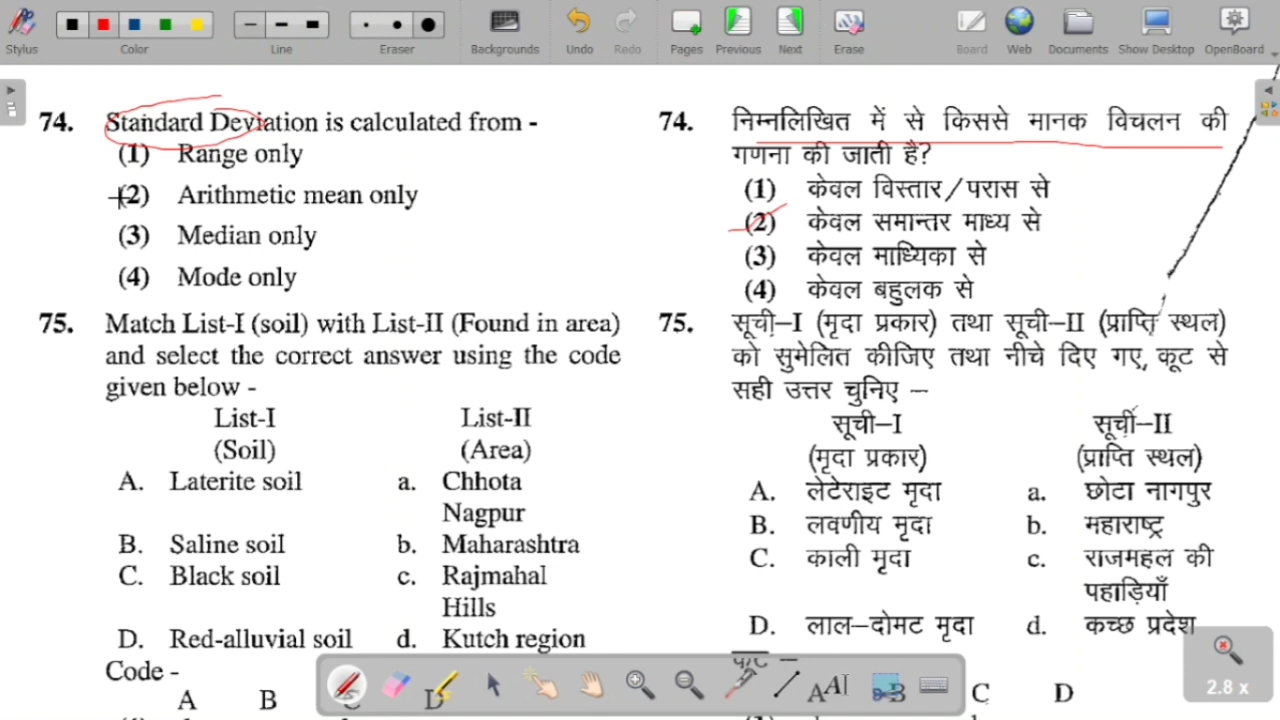 Stylus
Color
Line
Eraser
Backgrounds
Undo
Redo
Pages
Previous
Next
Erase
Board
Web
Documents
Show Desktop
OpenBoard
74. Standard Deviation is calculated from -
(1) Range only
(2) Arithmetic mean only
(3) Median only
(4) Mode only
75. Match List-I (soil) with List-II (Found in area)
and select the correct answer using the code
given below -
List-I List-II
(Soil) (Area)
A. Laterite soil a. Chhota
Nagpur
B. Saline soil b. Maharashtra
C. Black soil c. Rajmahal
Hills
D. Red-alluvial soil d. Kutch region
Code -
A B C D
74. निम्नलिखित में से किससे मानक विचलन की
गणना की जाती है?
(1) केवल विस्तार/परास से
(2) केवल समान्तर माध्य से
(3) केवल माध्यिका से
(4) केवल बहुलक से
75. सूची-I (मृदा प्रकार) तथा सूची-II (प्राप्ति स्थल)
को सुमेलित कीजिए तथा नीचे दिए गए, कूट से
सही उत्तर चुनिए –
सूची-I सूची-II
(मृदा प्रकार) (प्राप्ति स्थल)
A. लेटेराइट मृदा a. छोटा नागपुर
B. लवणीय मृदा b. महाराष्ट्र
C. काली मृदा c. राजमहल की
पहाड़ियाँ
D. लाल-दोमट मृदा d. कच्छ प्रदेश
B C D
2.8 x